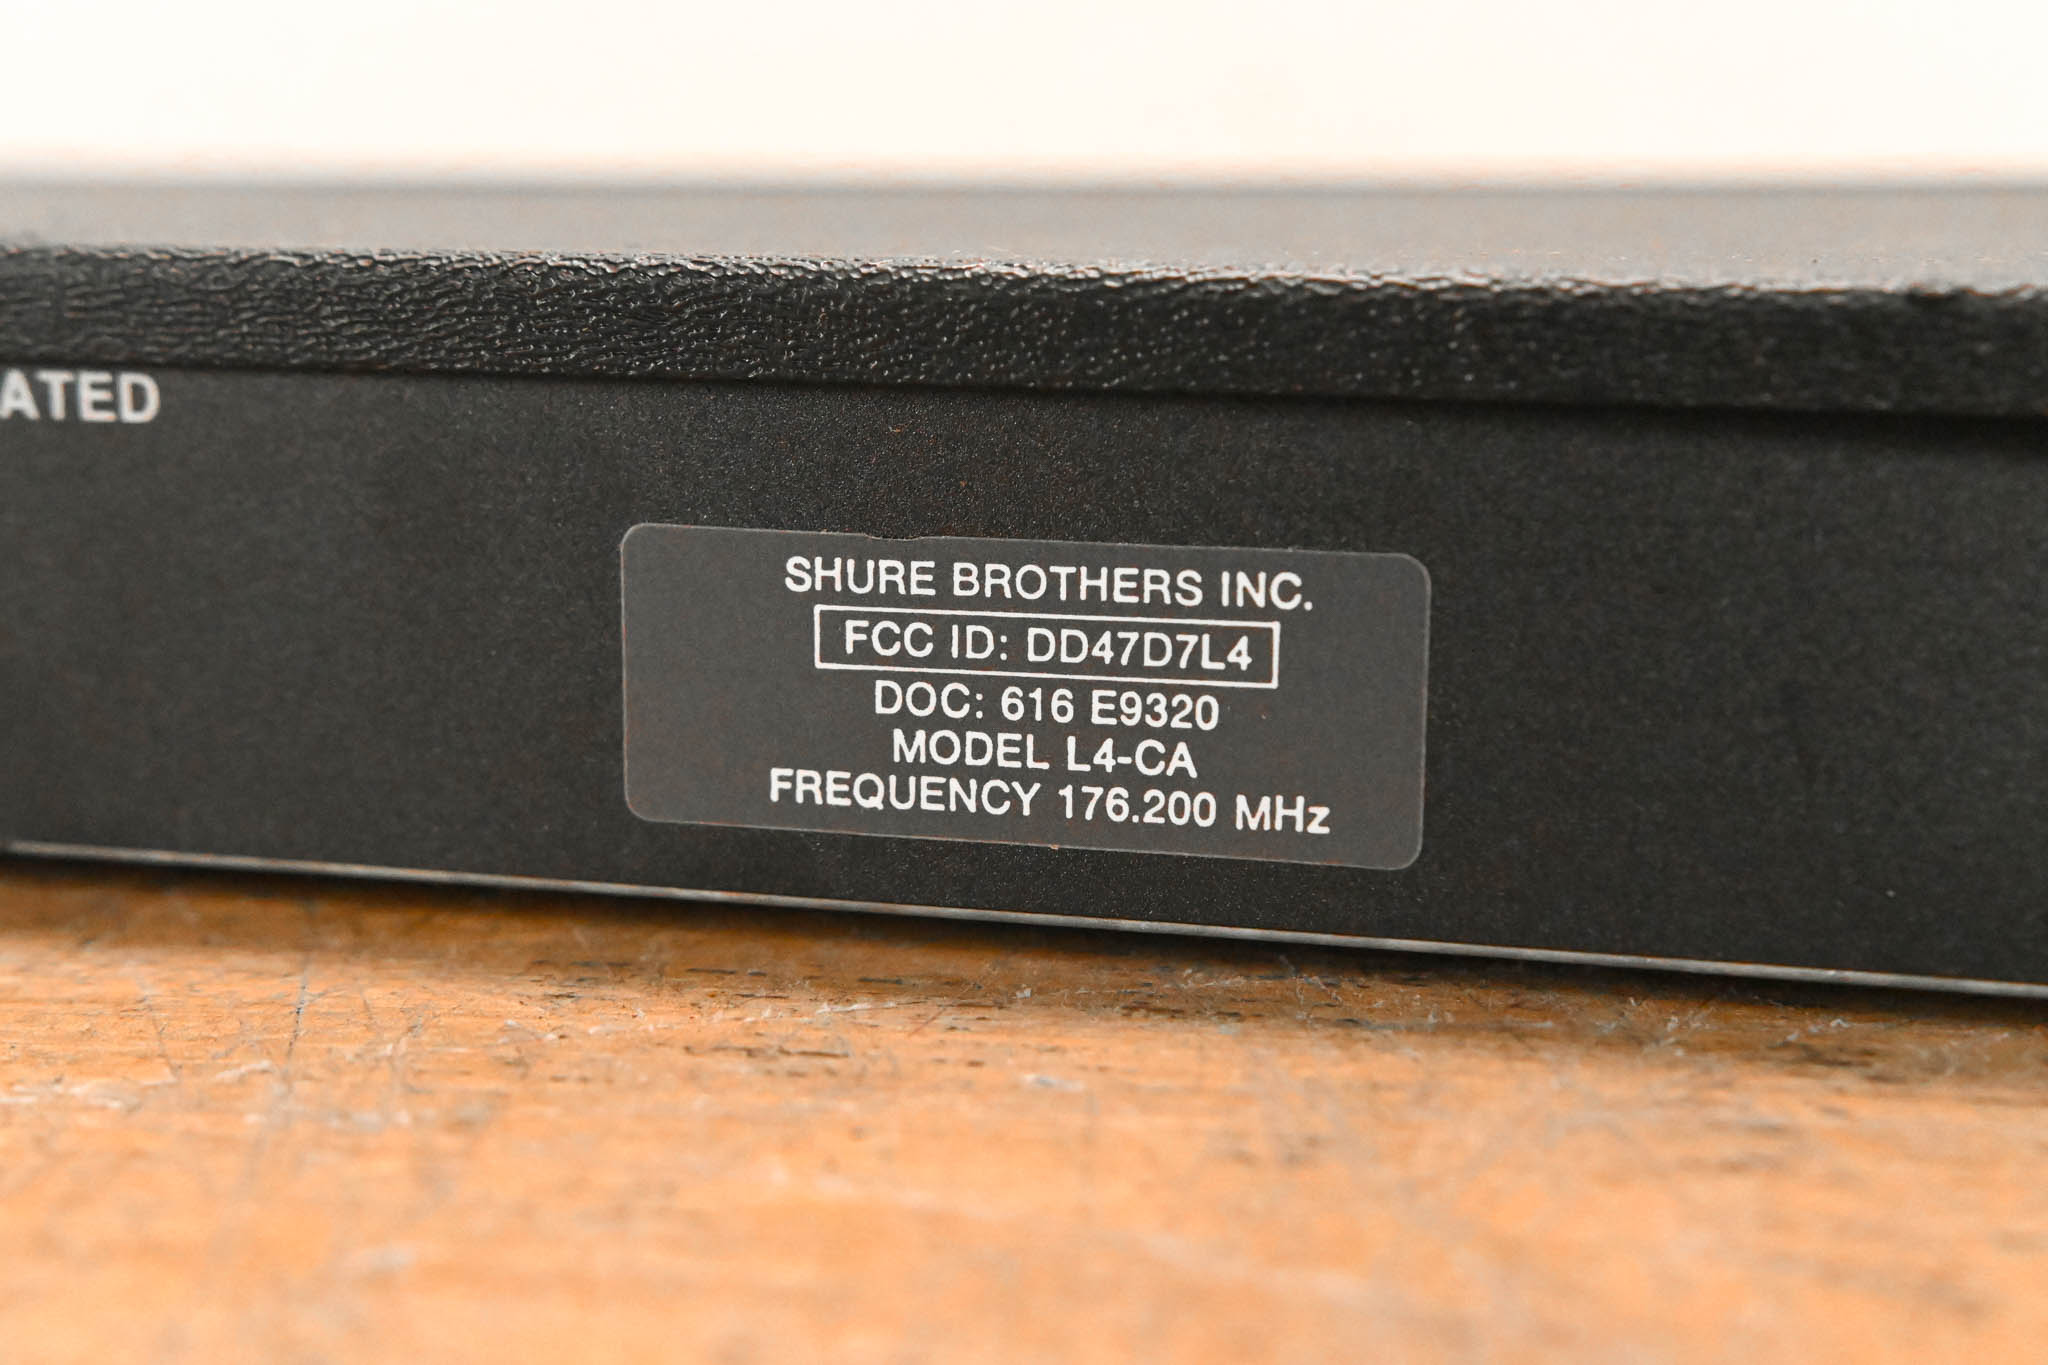 ATED
SHURE BROTHERS INC.
FCC ID: DD47D7L4
DOC: 616 E9320
MODEL L4-CA
FREQUENCY 176.200 MHz